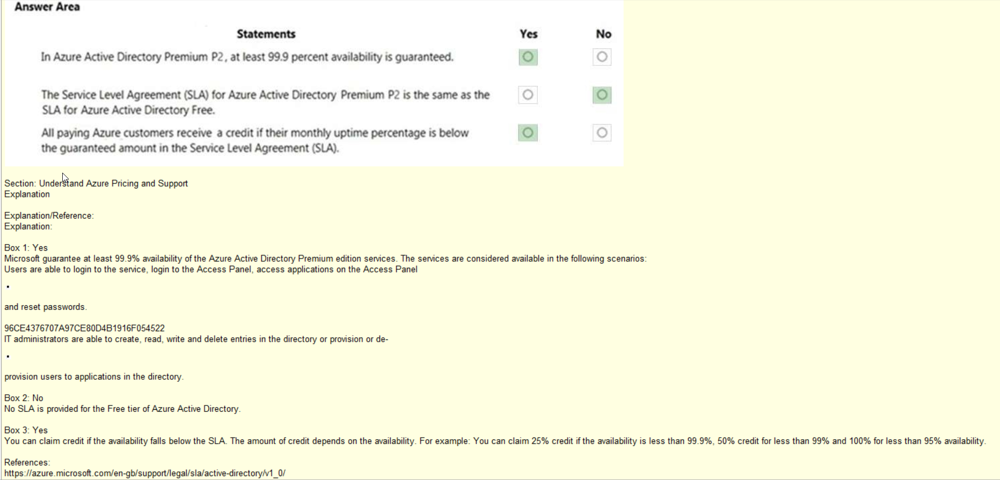 Answer Area
Statements Yes No
In Azure Active Directory Premium P2, at least 99.9 percent availability is guaranteed.
The Service Level Agreement (SLA) for Azure Active Directory Premium P2 is the same as the
SLA for Azure Active Directory Free.
All paying Azure customers receive a credit if their monthly uptime percentage is below
the guaranteed amount in the Service Level Agreement (SLA).
Section: Understand Azure Pricing and Support
Explanation
Explanation/Reference:
Explanation:
Box 1: Yes
Microsoft guarantee at least 99.9% availability of the Azure Active Directory Premium edition services. The services are considered available in the following scenarios:
Users are able to login to the service, login to the Access Panel, access applications on the Access Panel
and reset passwords.
96CE4376707A97CE80D4B1916F054522
IT administrators are able to create, read, write and delete entries in the directory or provision or de-
provision users to applications in the directory.
Box 2: No
No SLA is provided for the Free tier of Azure Active Directory.
Box 3: Yes
You can claim credit if the availability falls below the SLA. The amount of credit depends on the availability. For example: You can claim 25% credit if the availability is less than 99.9%, 50% credit for less than 99% and 100% for less than 95% availability.
References:
https://azure.microsoft.com/en-gb/support/legal/sla/active-directory/v1_0/